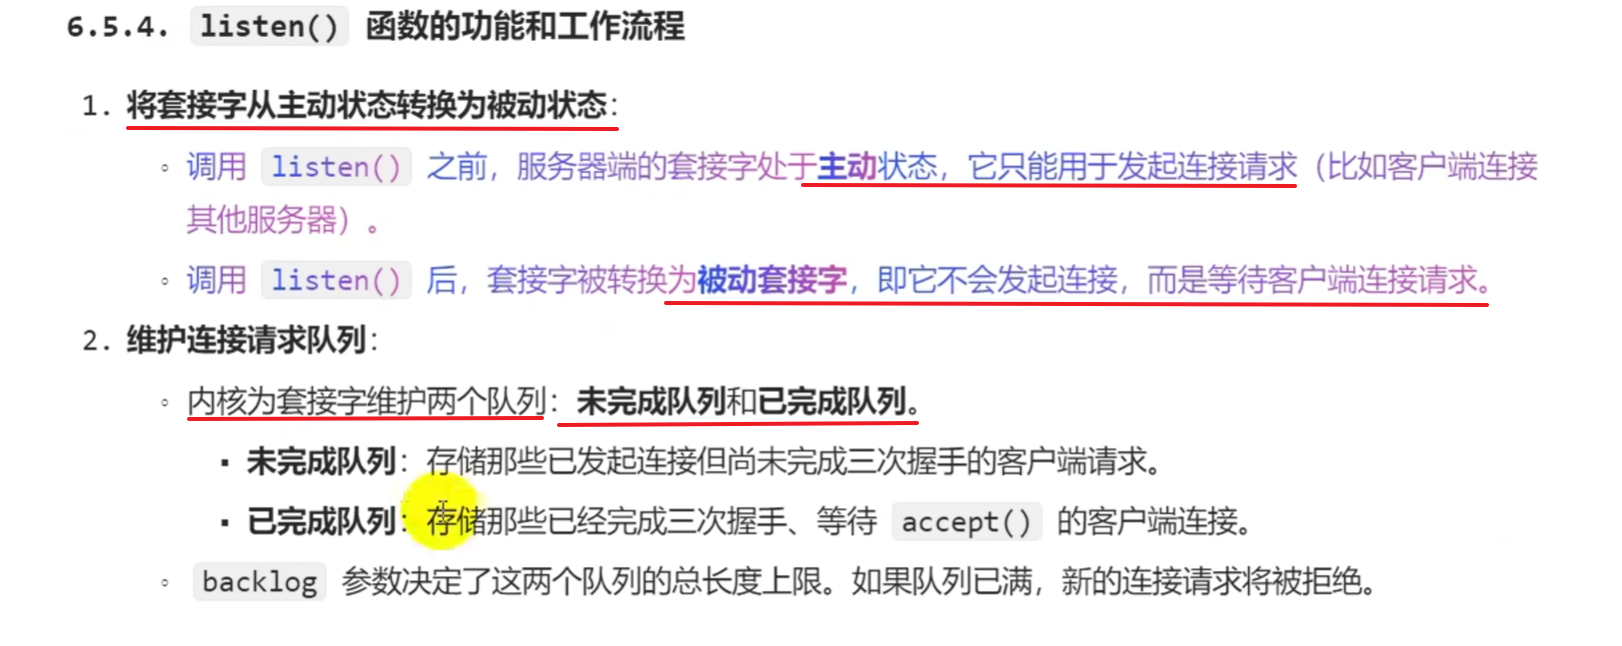 6.5.4. listen() 函数的功能和工作流程
1. 将套接字从主动状态转换为被动状态:
◦ 调用 listen() 之前，服务器端的套接字处于主动状态，它只能用于发起连接请求（比如客户端连接
其他服务器）。
◦ 调用 listen() 后，套接字被转换为被动套接字，即它不会发起连接，而是等待客户端连接请求。
2. 维护连接请求队列:
◦ 内核为套接字维护两个队列：未完成队列和已完成队列。
▪ 未完成队列：存储那些已发起连接但尚未完成三次握手的客户端请求。
▪ 已完成队列：存储那些已经完成三次握手、等待 accept() 的客户端连接。
◦ backlog 参数决定了这两个队列的总长度上限。如果队列已满，新的连接请求将被拒绝。